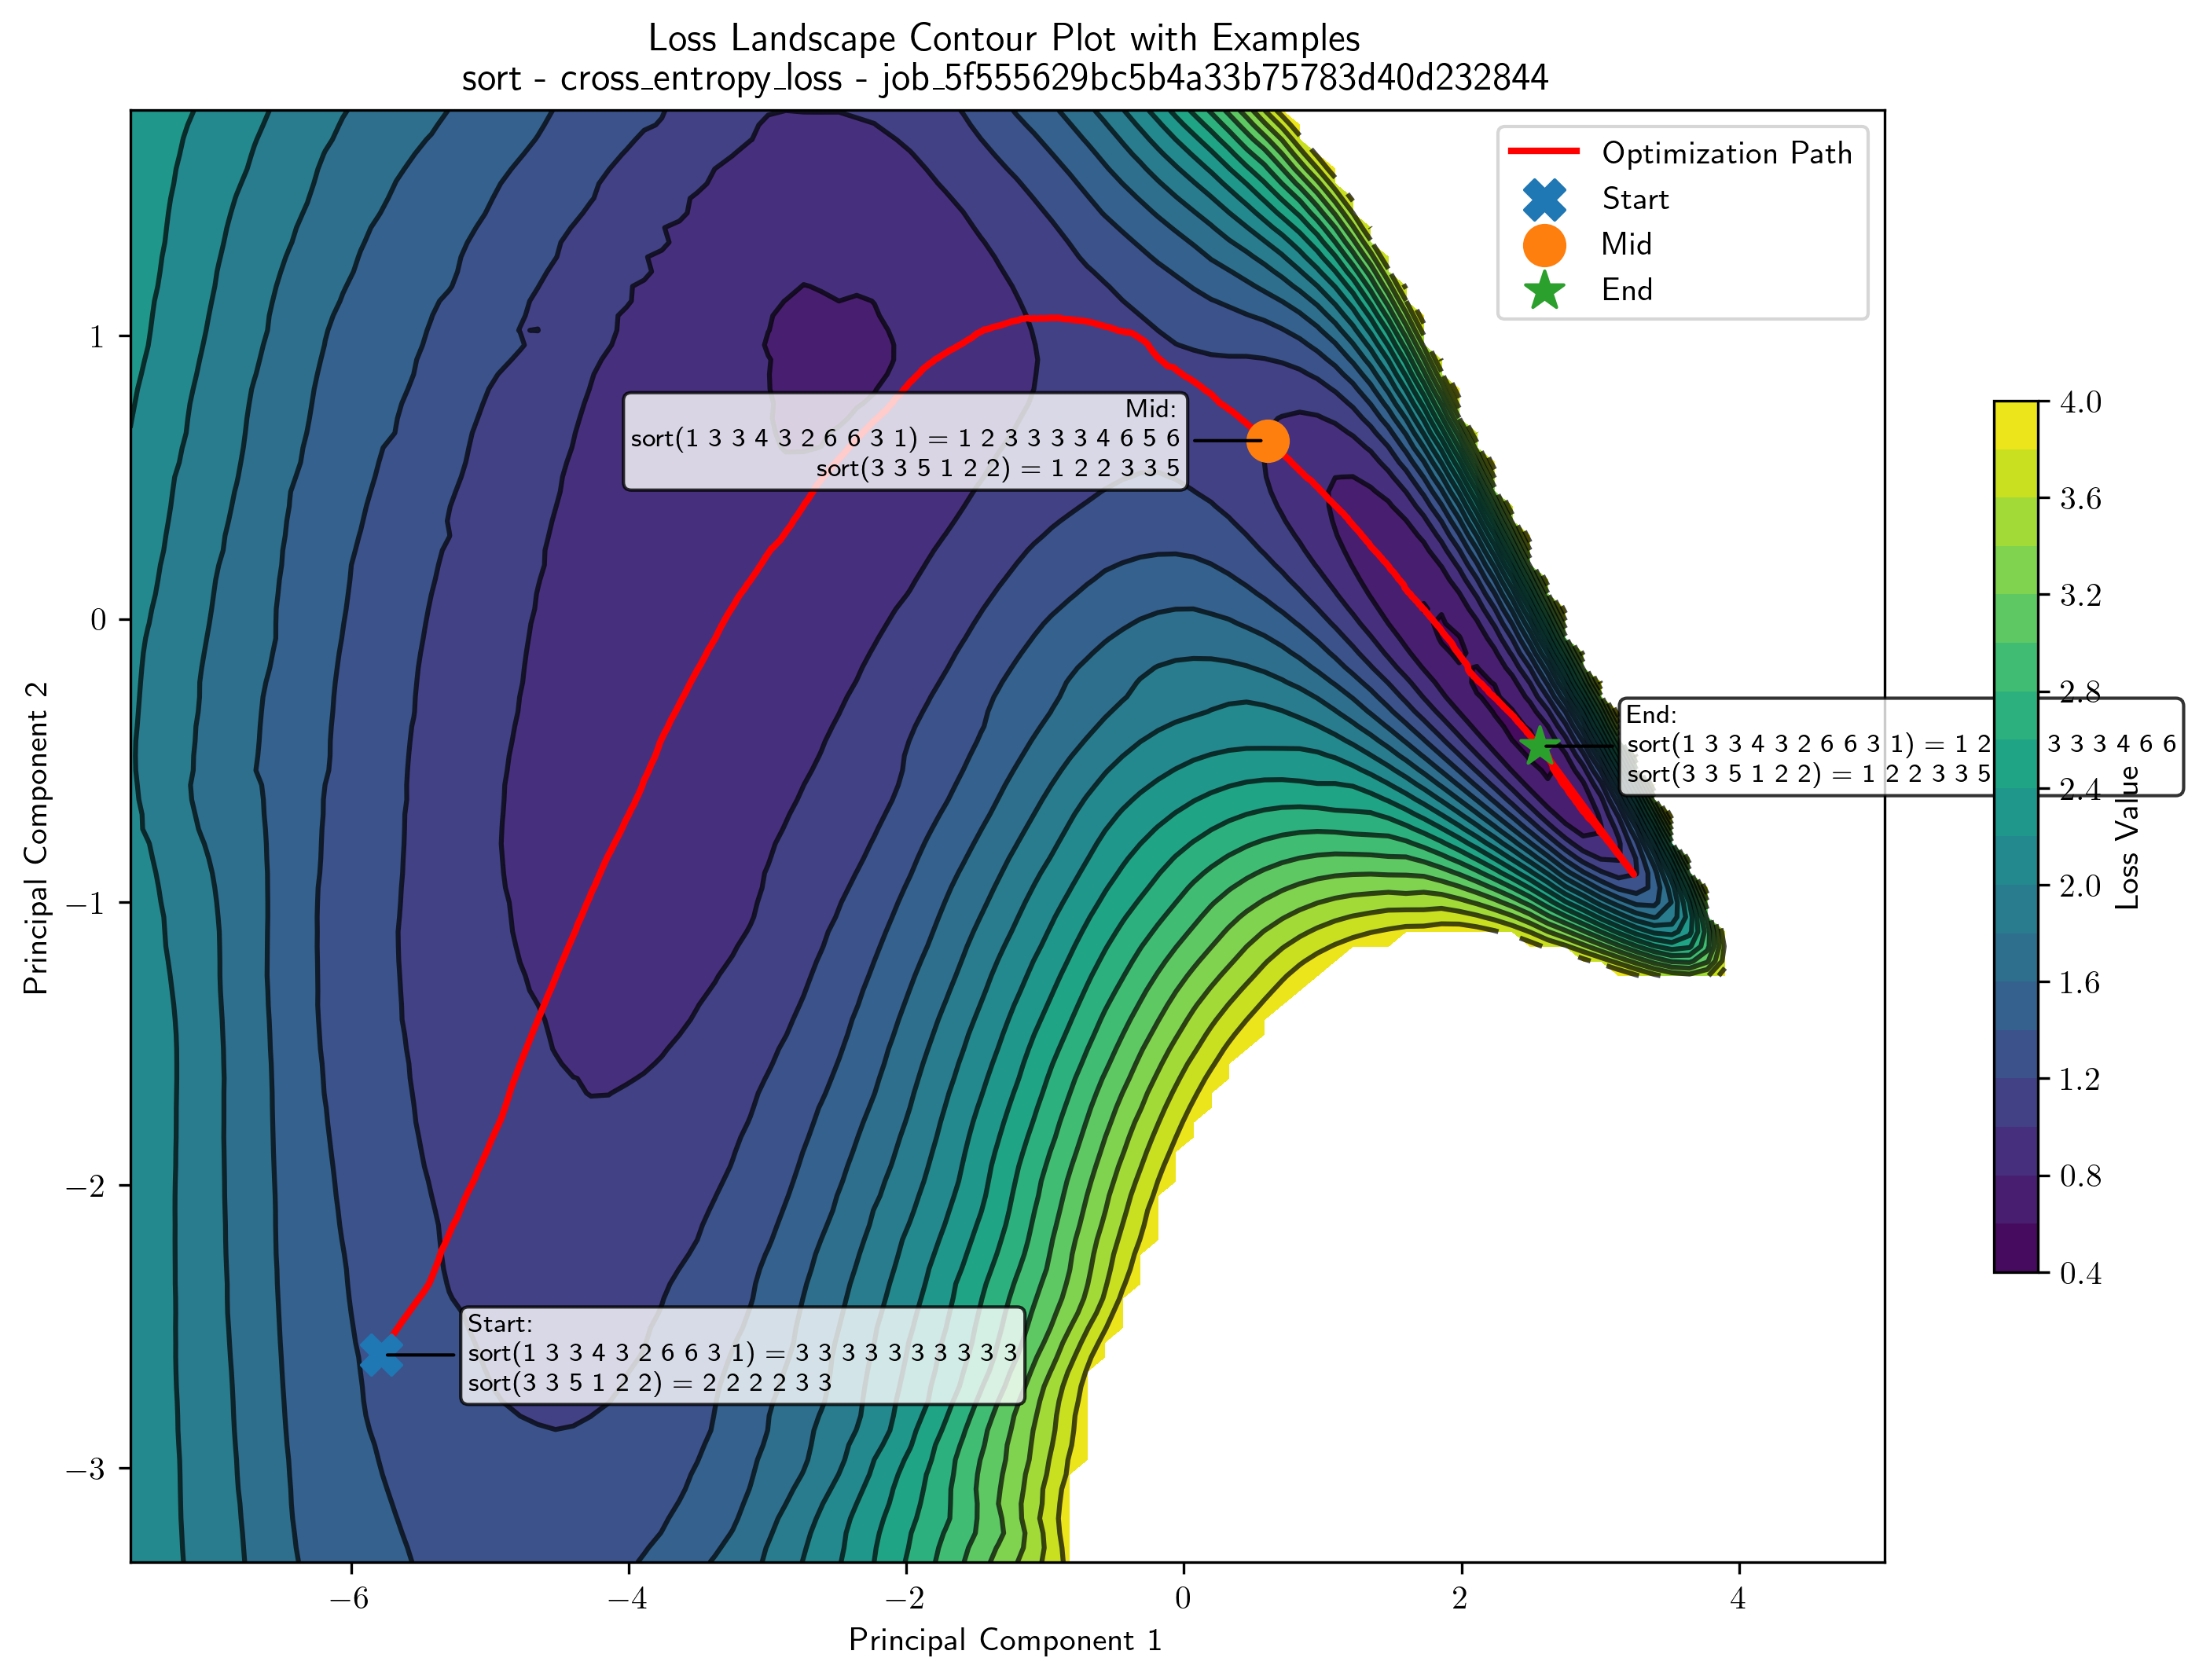 Loss Landscape Contour Plot with Examples
sort - cross_entropy_loss - job_5f555629bc5b4a33b75783d40d232844
Optimization Path
Start
Mid
End
Mid:
sort(1 3 3 4 3 2 6 6 3 1) = 1 2 3 3 3 3 4 6 5 6
sort(3 3 5 1 2 2) = 1 2 2 3 3 5
End:
sort(1 3 3 4 3 2 6 6 3 1) = 1 2 3 3 3 4 6 6
sort(3 3 5 1 2 2) = 1 2 2 3 3 5
Start:
sort(1 3 3 4 3 2 6 6 3 1) = 3 3 3 3 3 3 3 3 3 3
sort(3 3 5 1 2 2) = 2 2 2 2 3 3
1
0
−1
−2
−3
Principal Component 2
−6
−4
−2
0
2
4
Principal Component 1
4.0
3.6
3.2
2.8
2.4
2.0
1.6
1.2
0.8
0.4
Loss Value